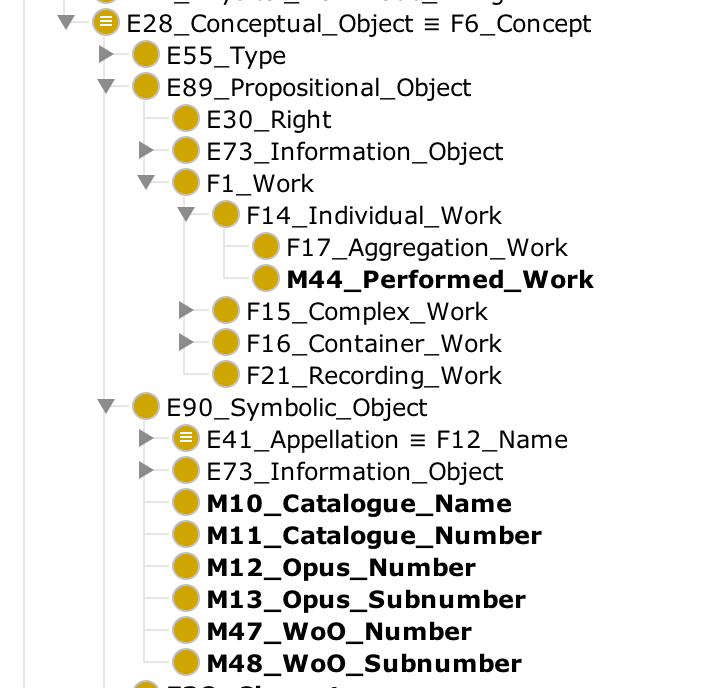 E28_Conceptual_Object ≡ F6_Concept
E55_Type
E89_Propositional_Object
E30_Right
E73_Information_Object
F1_Work
F14_Individual_Work
F17_Aggregation_Work
M44_Performed_Work
F15_Complex_Work
F16_Container_Work
F21_Recording_Work
E90_Symbolic_Object
E41_Appellation ≡ F12_Name
E73_Information_Object
M10_Catalogue_Name
M11_Catalogue_Number
M12_Opus_Number
M13_Opus_Subnumber
M47_WoO_Number
M48_WoO_Subnumber